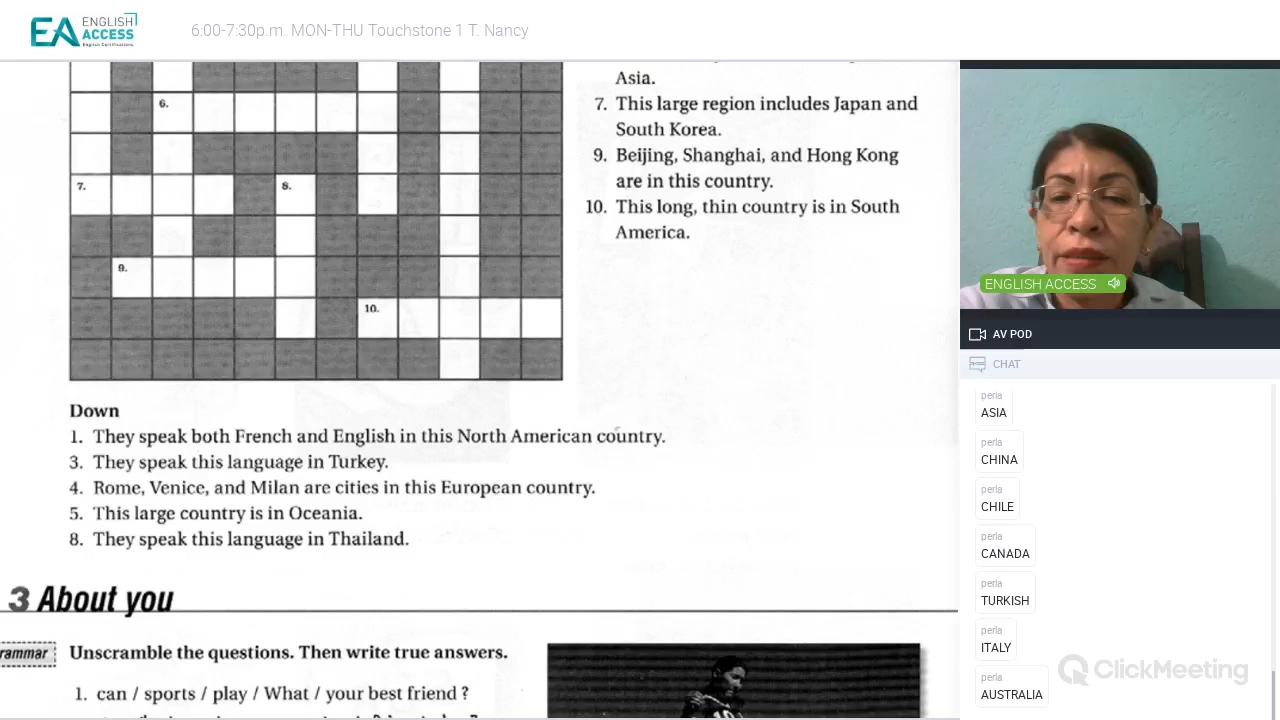 EA ENGLISH ACCESS
English Certifications
6:00-7:30p.m. MON-THU Touchstone 1 T. Nancy
Asia.
7. This large region includes Japan and
South Korea.
9. Beijing, Shanghai, and Hong Kong
are in this country.
10. This long, thin country is in South
America.
6.
7.
8.
9.
10.
Down
1. They speak both French and English in this North American country.
3. They speak this language in Turkey.
4. Rome, Venice, and Milan are cities in this European country.
5. This large country is in Oceania.
8. They speak this language in Thailand.
3 About you
rammar
Unscramble the questions. Then write true answers.
1. can / sports / play / What / your best friend ?
ENGLISH ACCESS
AV POD
CHAT
perla
ASIA
perla
CHINA
perla
CHILE
perla
CANADA
perla
TURKISH
perla
ITALY
perla
AUSTRALIA
ClickMeeting